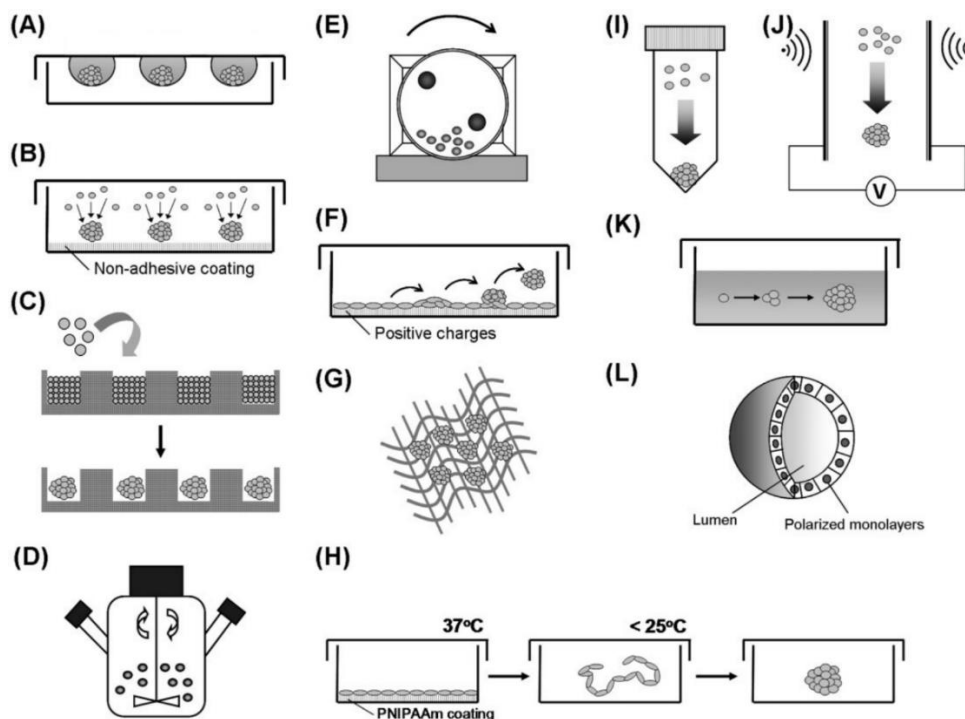 (A)
(B)
Non-adhesive coating
(C)
(D)
(E)
(F)
Positive charges
(G)
(H)
37°C
< 25°C
PNIPAAm coating
(I)
(J)
V
(K)
(L)
Lumen
Polarized monolayers